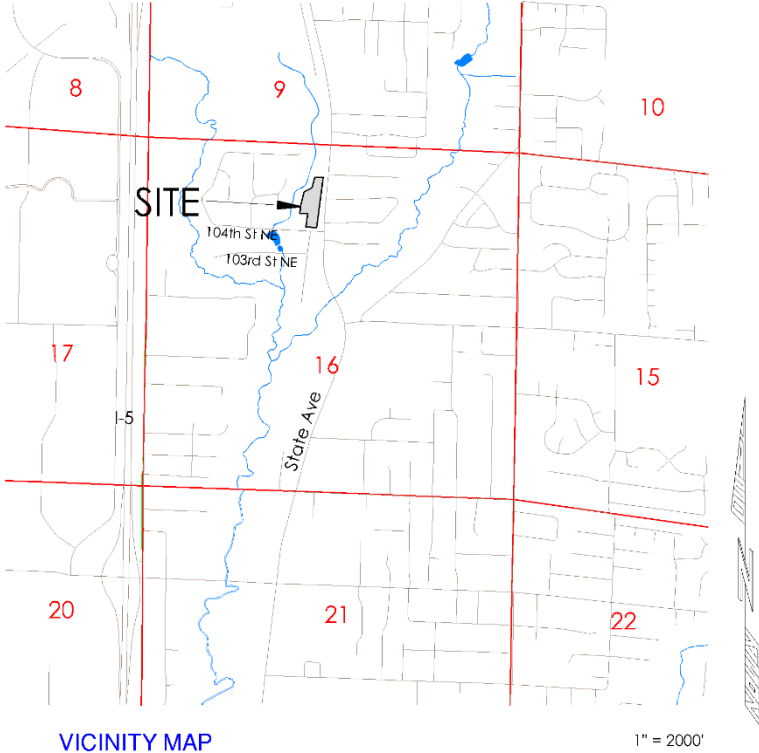 8
9
10
SITE
104th St NE
103rd St NE
17
16
15
I-5
State Ave
20
21
22
N
VICINITY MAP
1" = 2000'